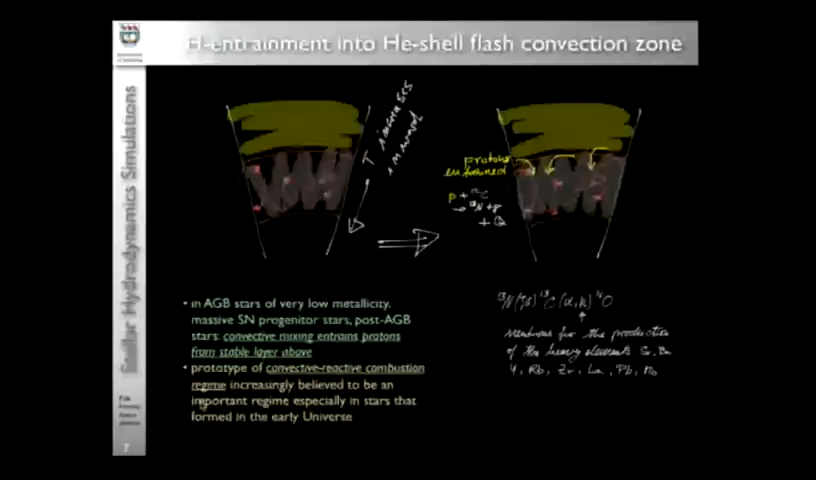 H-entrainment into He-shell flash convection zone
Stellar Hydrodynamics Simulations
T increases
inward
protons
entrained
p + ¹²C
→ ¹³N + γ
+ Q
• in AGB stars of very low metallicity,
massive SN progenitor stars, post-AGB
stars: convective mixing entrains protons
from stable layer above
• prototype of convective-reactive combustion
regime increasingly believed to be an
important regime especially in stars that
formed in the early Universe
¹³C(α,n)¹⁶O
neutrons for the production
of the heavy elements Sr, Ba
Y, Rb, Zr, La, Pb,
7